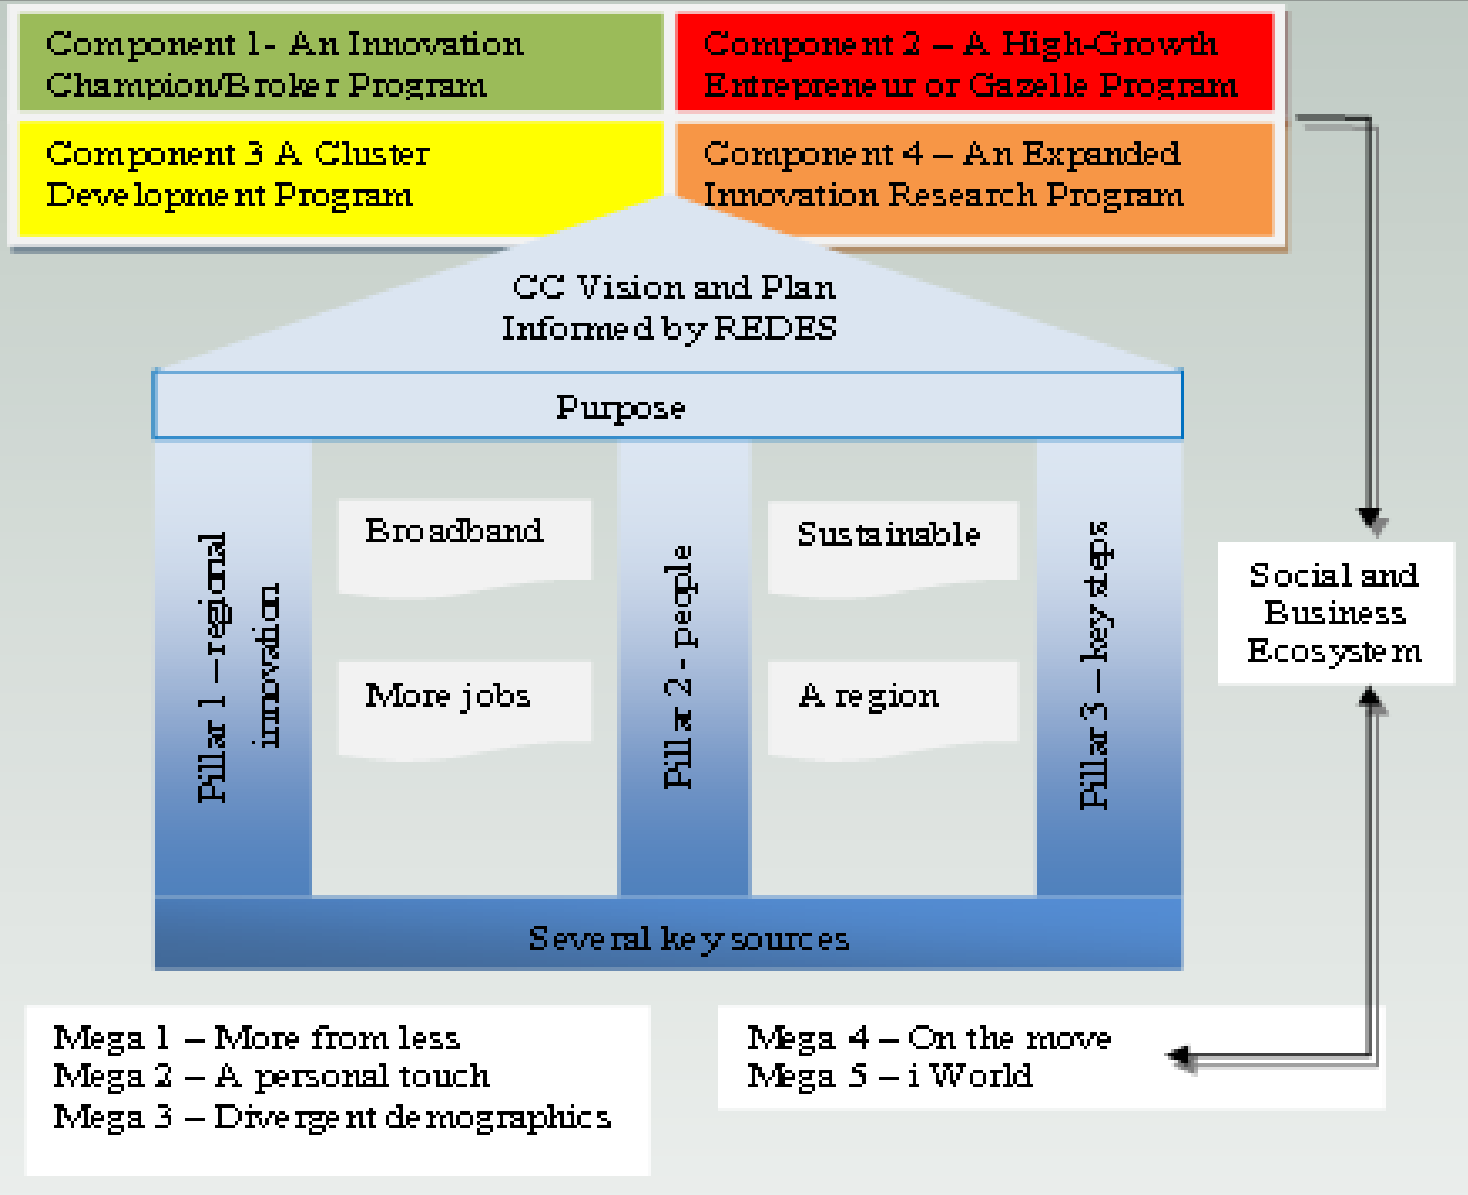 Component 1- An Innovation
Champion/Broker Program
Component 2 – A High-Growth
Entrepreneur or Gazelle Program
Component 3 A Cluster
Development Program
Component 4 – An Expanded
Innovation Research Program
CC Vision and Plan
Informed by REDES
Purpose
Pillar 1 – regional
innovation
Broadband
More jobs
Pillar 2 - people
Sustainable
A region
Pillar 3 – key steps
Social and
Business
Ecosystem
Several key sources
Mega 1 – More from less
Mega 2 – A personal touch
Mega 3 – Divergent demographics
Mega 4 – On the move
Mega 5 – i World